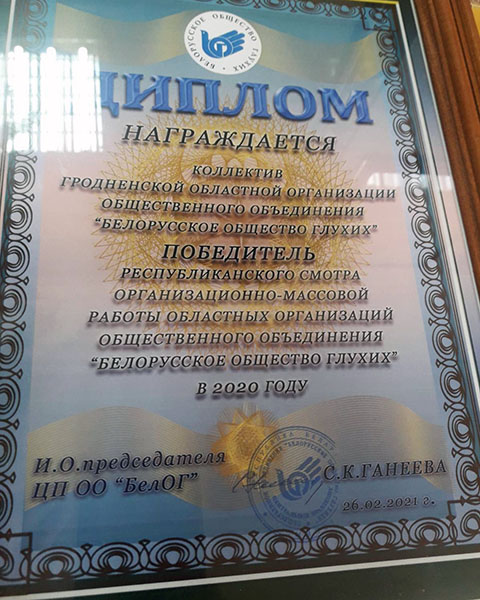 БЕЛОРУССКОЕ ОБЩЕСТВО ГЛУХИХ
ДИПЛОМ
НАГРАЖДАЕТСЯ
КОЛЛЕКТИВ
ГРОДНЕНСКОЙ ОБЛАСТНОЙ ОРГАНИЗАЦИИ
ОБЩЕСТВЕННОГО ОБЪЕДИНЕНИЯ
"БЕЛОРУССКОЕ ОБЩЕСТВО ГЛУХИХ"
ПОБЕДИТЕЛЬ
РЕСПУБЛИКАНСКОГО СМОТРА
ОРГАНИЗАЦИОННО-МАССОВОЙ
РАБОТЫ ОБЛАСТНЫХ ОРГАНИЗАЦИЙ
ОБЩЕСТВЕННОГО ОБЪЕДИНЕНИЯ
"БЕЛОРУССКОЕ ОБЩЕСТВО ГЛУХИХ"
В 2020 ГОДУ
И.О.председателя
ЦП ОО "БелОГ"
С.К.ГАНЕЕВА
26.02.2021 г.